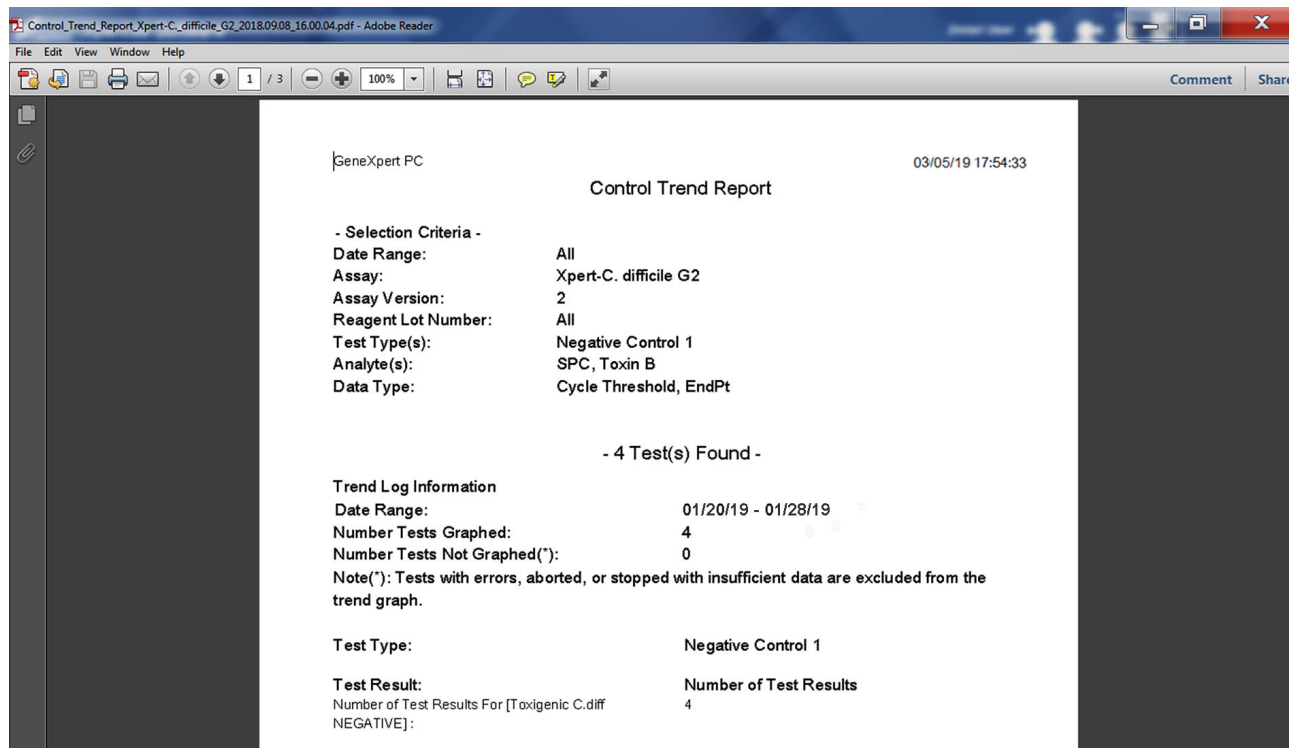 Control_Trend_Report_Xpert-C._difficile_G2_2018.09.08_16.00.04.pdf - Adobe Reader
File Edit View Window Help
1 / 3 100% Comment Share
GeneXpert PC 03/05/19 17:54:33
Control Trend Report
- Selection Criteria -
Date Range: All
Assay: Xpert-C. difficile G2
Assay Version: 2
Reagent Lot Number: All
Test Type(s): Negative Control 1
Analyte(s): SPC, Toxin B
Data Type: Cycle Threshold, EndPt
- 4 Test(s) Found -
Trend Log Information
Date Range: 01/20/19 - 01/28/19
Number Tests Graphed: 4
Number Tests Not Graphed(*): 0
Note(*): Tests with errors, aborted, or stopped with insufficient data are excluded from the
trend graph.
Test Type: Negative Control 1
Test Result: Number of Test Results
Number of Test Results For [Toxigenic C.diff 4
NEGATIVE] :